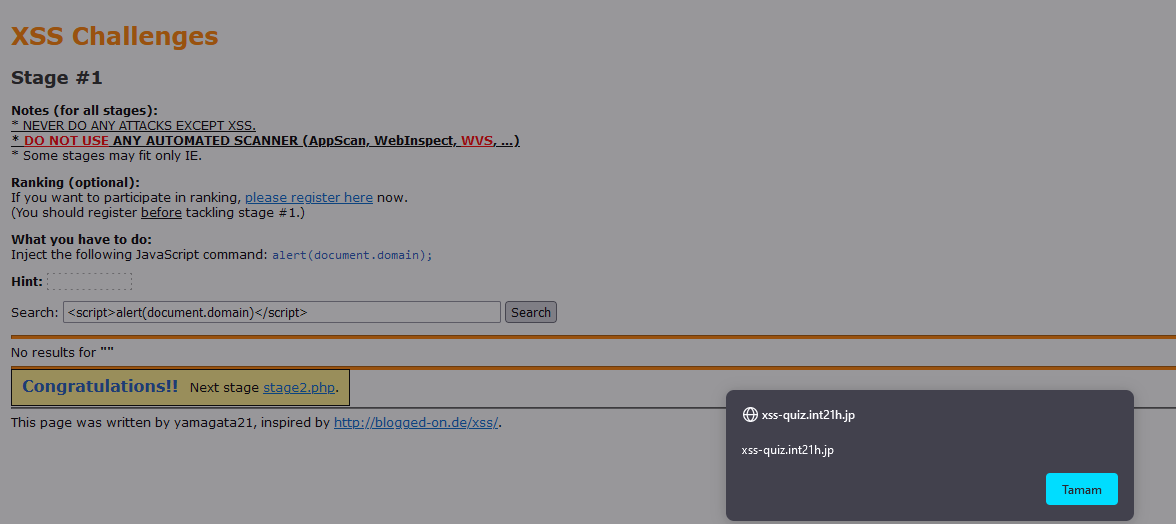 XSS Challenges
Stage #1
Notes (for all stages):
* NEVER DO ANY ATTACKS EXCEPT XSS.
* DO NOT USE ANY AUTOMATED SCANNER (AppScan, WebInspect, WVS, ...)
* Some stages may fit only IE.
Ranking (optional):
If you want to participate in ranking, please register here now.
(You should register before tackling stage #1.)
What you have to do:
Inject the following JavaScript command: alert(document.domain);
Hint:
Search: <script>alert(document.domain)</script> Search
No results for ""
Congratulations!! Next stage stage2.php.
This page was written by yamagata21, inspired by http://blogged-on.de/xss/.
xss-quiz.int21h.jp
xss-quiz.int21h.jp
Tamam